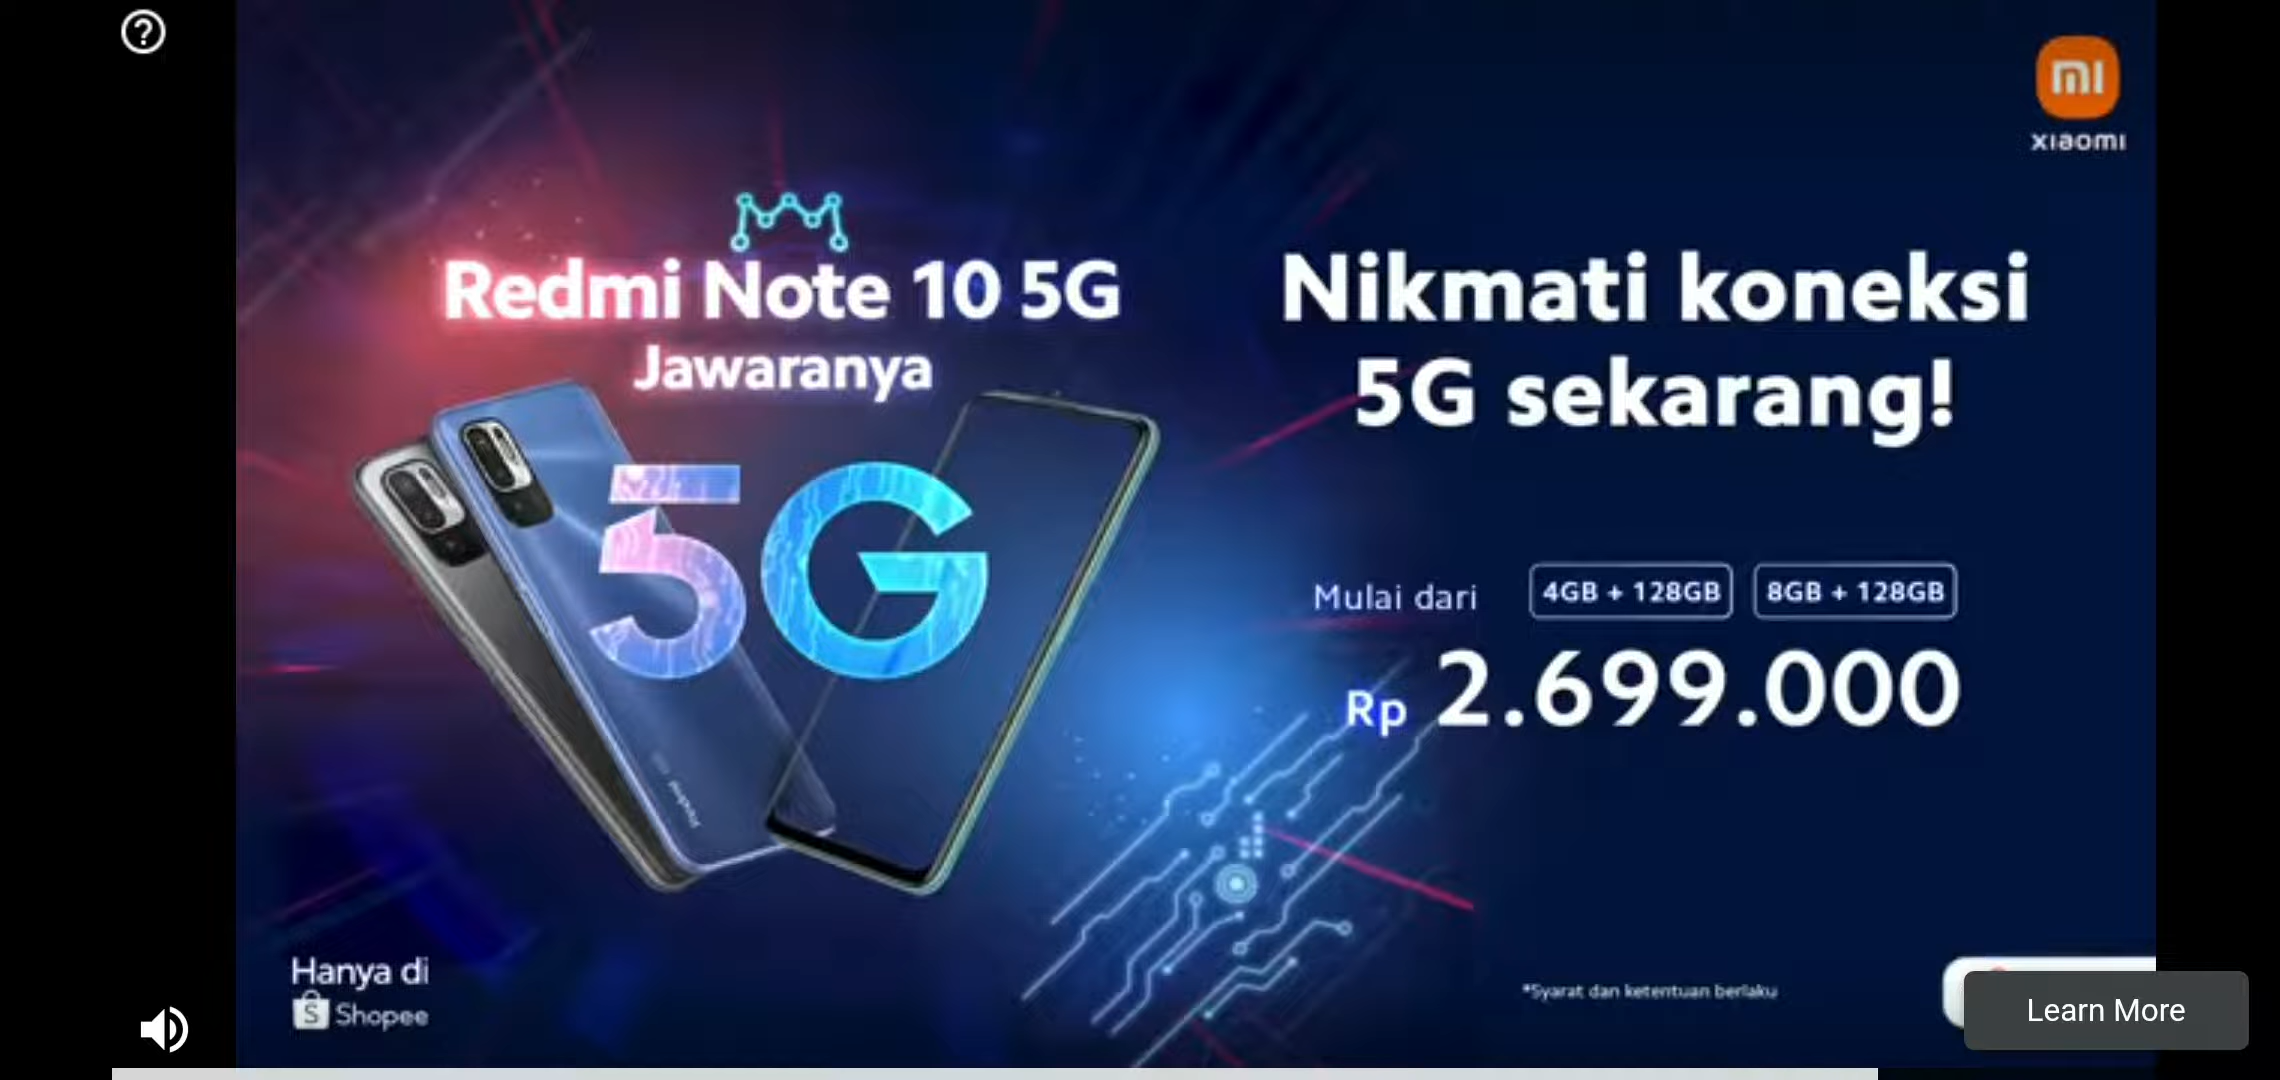 mi
xiaomi
Redmi Note 10 5G
Jawaranya
5G
Nikmati koneksi
5G sekarang!
Mulai dari
4GB + 128GB
8GB + 128GB
Rp 2.699.000
Hanya di
S Shopee
*Syarat dan ketentuan berlaku
Learn More